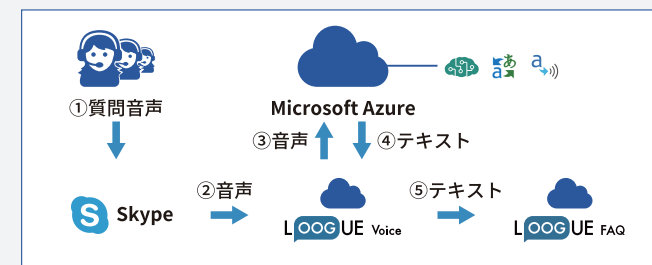 ①質問音声
Microsoft Azure
あ
a
a
③音声
④テキスト
S Skype
②音声
LOOGUE Voice
⑤テキスト
LOOGUE FAQ